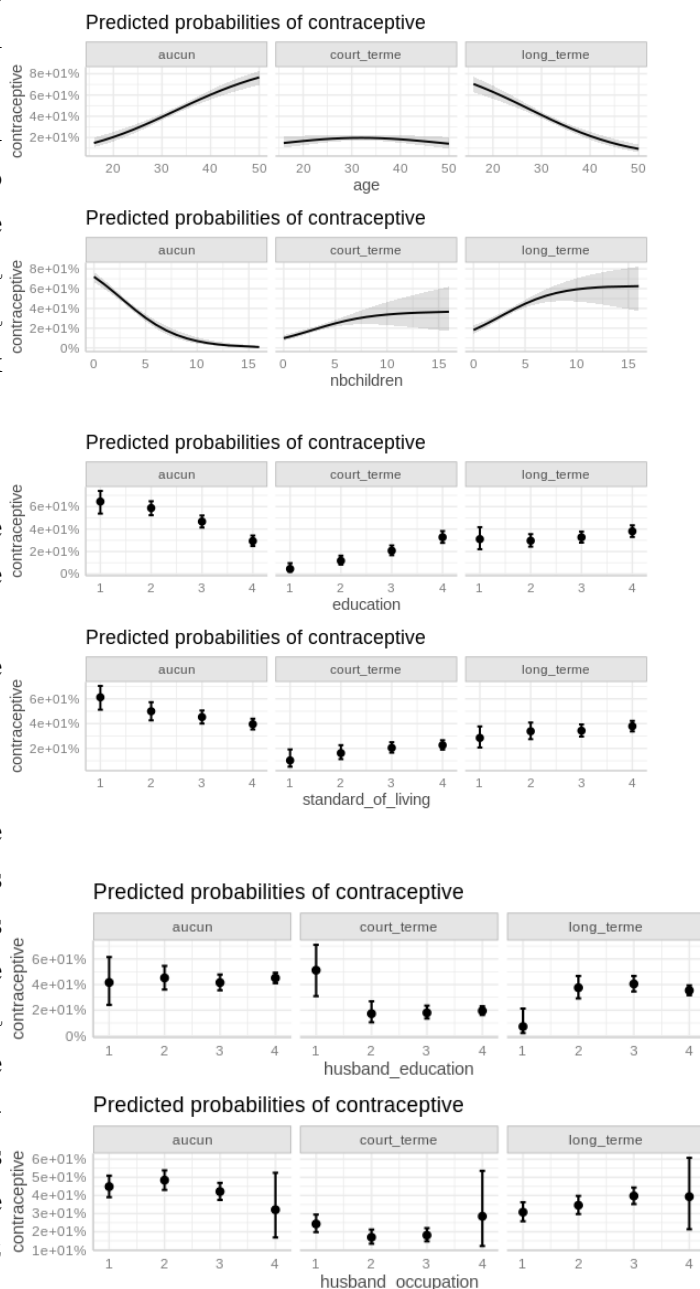 Predicted probabilities of contraceptive
aucun court_terme long_terme
contraceptive
8e+01%
6e+01%
4e+01%
2e+01%
20 30 40 50 20 30 40 50 20 30 40 50
age
Predicted probabilities of contraceptive
aucun court_terme long_terme
contraceptive
8e+01%
6e+01%
4e+01%
2e+01%
0%
0 5 10 15 0 5 10 15 0 5 10 15
nbchildren
Predicted probabilities of contraceptive
aucun court_terme long_terme
contraceptive
6e+01%
4e+01%
2e+01%
0%
1 2 3 4 1 2 3 4 1 2 3 4
education
Predicted probabilities of contraceptive
aucun court_terme long_terme
contraceptive
6e+01%
4e+01%
2e+01%
1 2 3 4 1 2 3 4 1 2 3 4
standard_of_living
Predicted probabilities of contraceptive
aucun court_terme long_terme
contraceptive
6e+01%
4e+01%
2e+01%
0%
1 2 3 4 1 2 3 4 1 2 3 4
husband_education
Predicted probabilities of contraceptive
aucun court_terme long_terme
contraceptive
6e+01%
5e+01%
4e+01%
3e+01%
2e+01%
1e+01%
1 2 3 4 1 2 3 4 1 2 3 4
husband_occupation